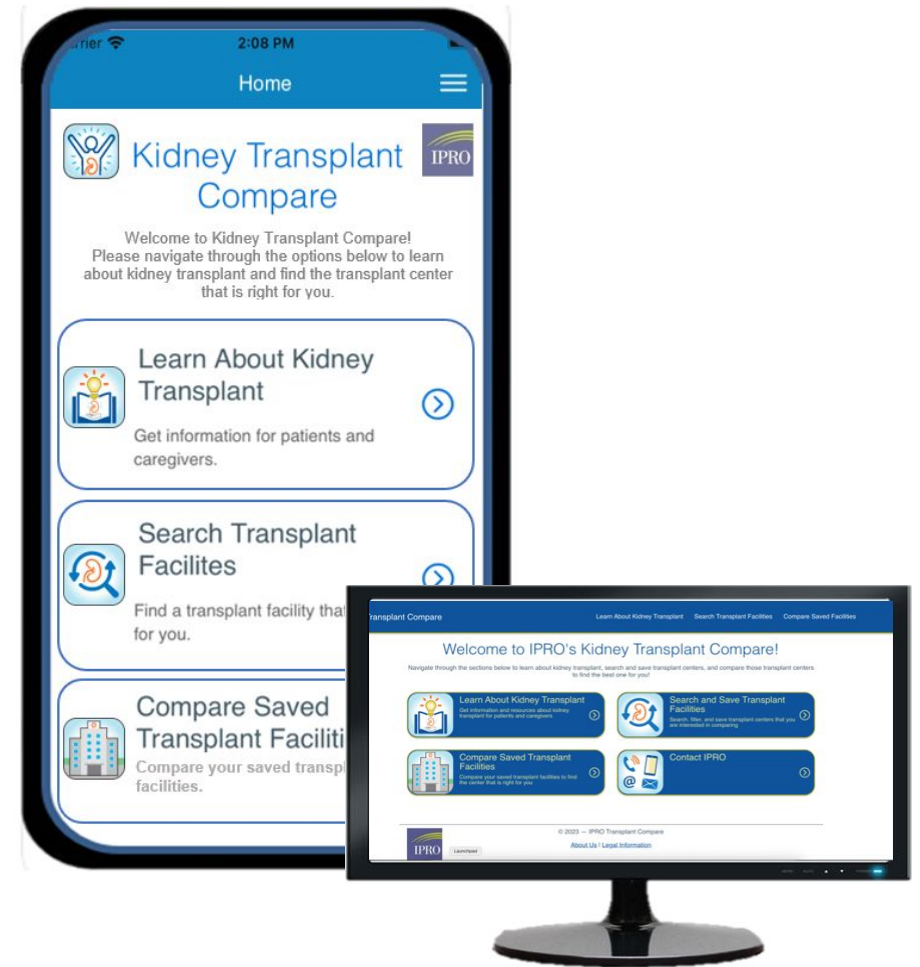 2:08 PM
Home
Kidney Transplant
Compare
IPRO
Welcome to Kidney Transplant Compare!
Please navigate through the options below to learn
about kidney transplant and find the transplant center
that is right for you.
Learn About Kidney
Transplant
Get information for patients and
caregivers.
Search Transplant
Facilites
Find a transplant facility
for you.
Compare Saved
Transplant
Compare your saved
facilities.
Transplant Compare
Learn About Kidney Transplant Search Transplant Facilities Compare Saved Facilities
Welcome to IPRO's Kidney Transplant Compare!
Navigate through the sections below to learn about kidney transplant, search and save transplant centers, and compare those transplant centers
to find the best one for you!
Learn About Kidney Transplant
Get information and resources about kidney
transplant for patients and caregivers
Search and Save Transplant
Facilities
Search, filter, and save transplant centers that you
are interested in comparing
Compare Saved Transplant
Facilities
Compare your saved transplant facilities to find
the center that is right for you
Contact IPRO
© 2023 — IPRO Transplant Compare
About Us | Legal Information
IPRO
Launchpad